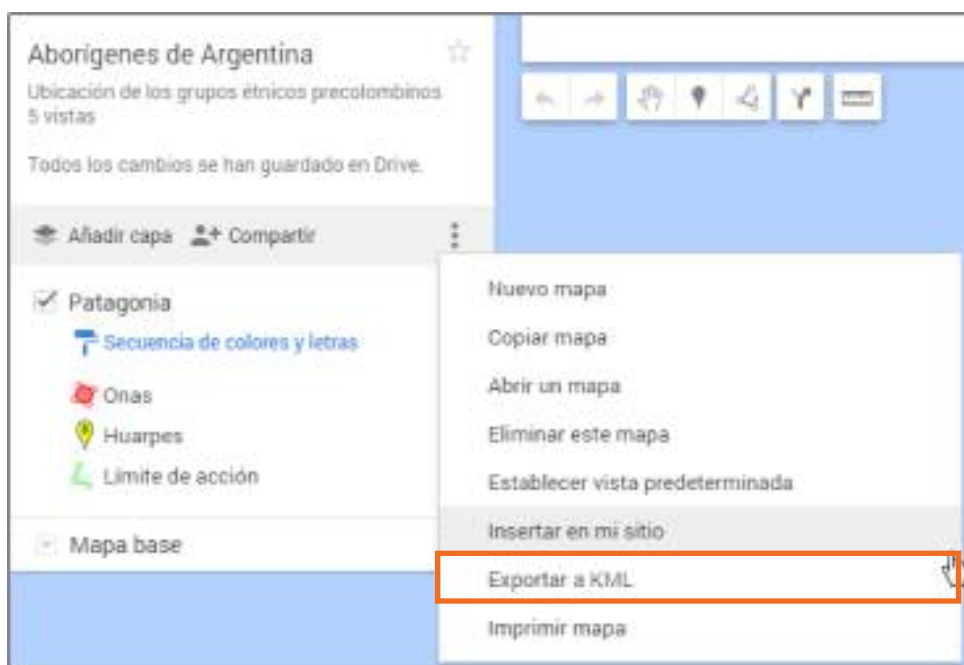 Aborígenes de Argentina
Ubicación de los grupos étnicos precolombinos
5 vistas
Todos los cambios se han guardado en Drive.
Añadir capa Compartir
Patagonia
Secuencia de colores y letras
Onas
Huarpes
Límite de acción
Mapa base
Nuevo mapa
Copiar mapa
Abrir un mapa
Eliminar este mapa
Establecer vista predeterminada
Insertar en mi sitio
Exportar a KML
Imprimir mapa